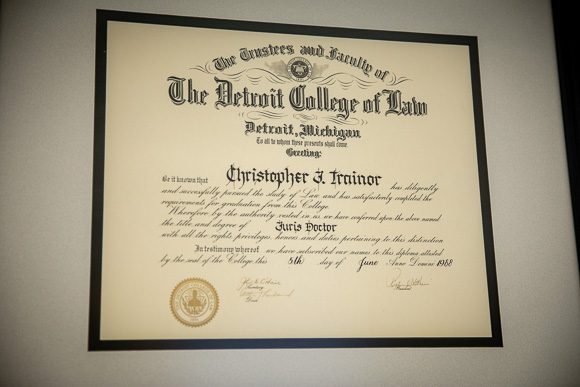 The Trustees and Faculty of
The Detroit College of Law
Detroit, Michigan
To all to whom these presents shall come
Greeting:
Be it known that Christopher J. Trainor has diligently
and successfully pursued the study of Law and has satisfactorily completed the
requirements for graduation from this College.
Wherefore by the authority vested in us, we have conferred upon the above named
the title and degree of Juris Doctor
with all the rights, privileges, honors and duties pertaining to this distinction
In testimony whereof we have subscribed our names to this diploma attested
by the seal of the College this 5th day of June Anno Domini 1988
Secretary
Dean
President